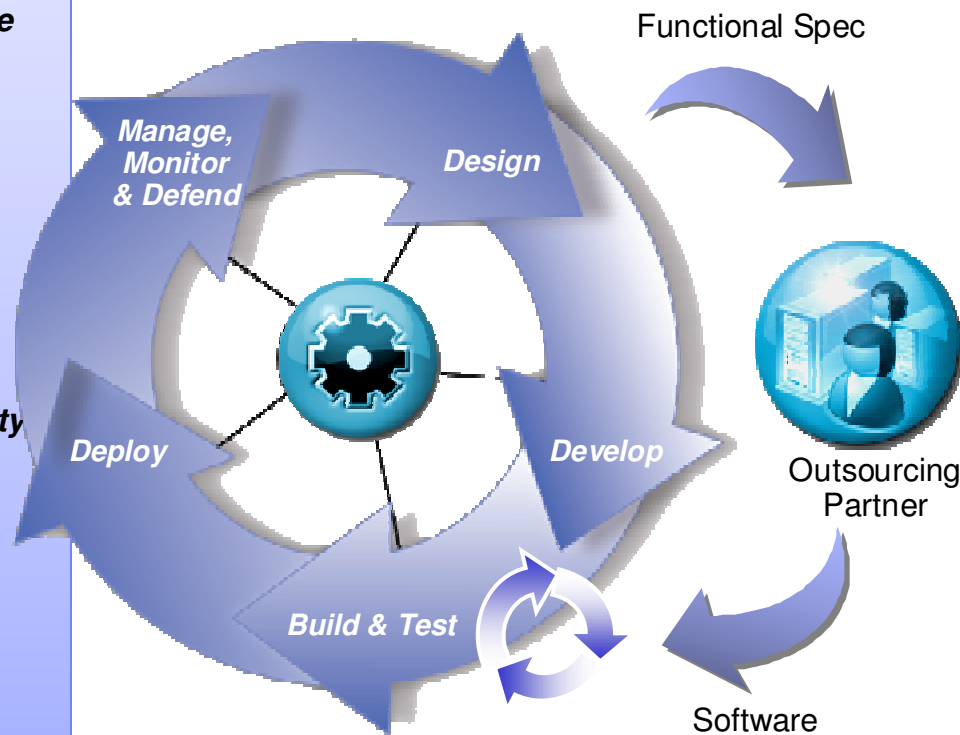 Functional Spec
Manage,
Monitor
& Defend
Design
Deploy
Develop
Outsourcing
Partner
Build & Test
Software